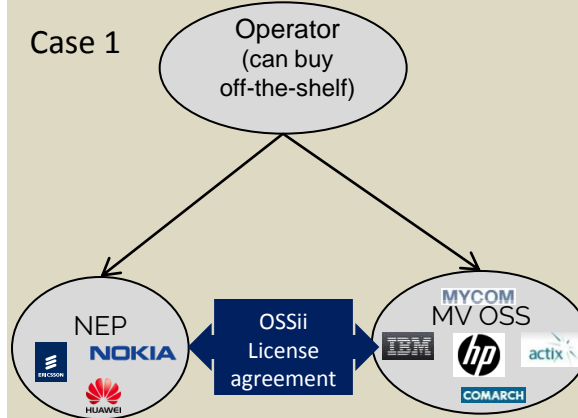 Case 1
Operator
(can buy
off-the-shelf)
NEP
ERICSSON
NOKIA
HUAWEI
OSSii
License
agreement
MYCOM
MV OSS
IBM
hp
actix
COMARCH